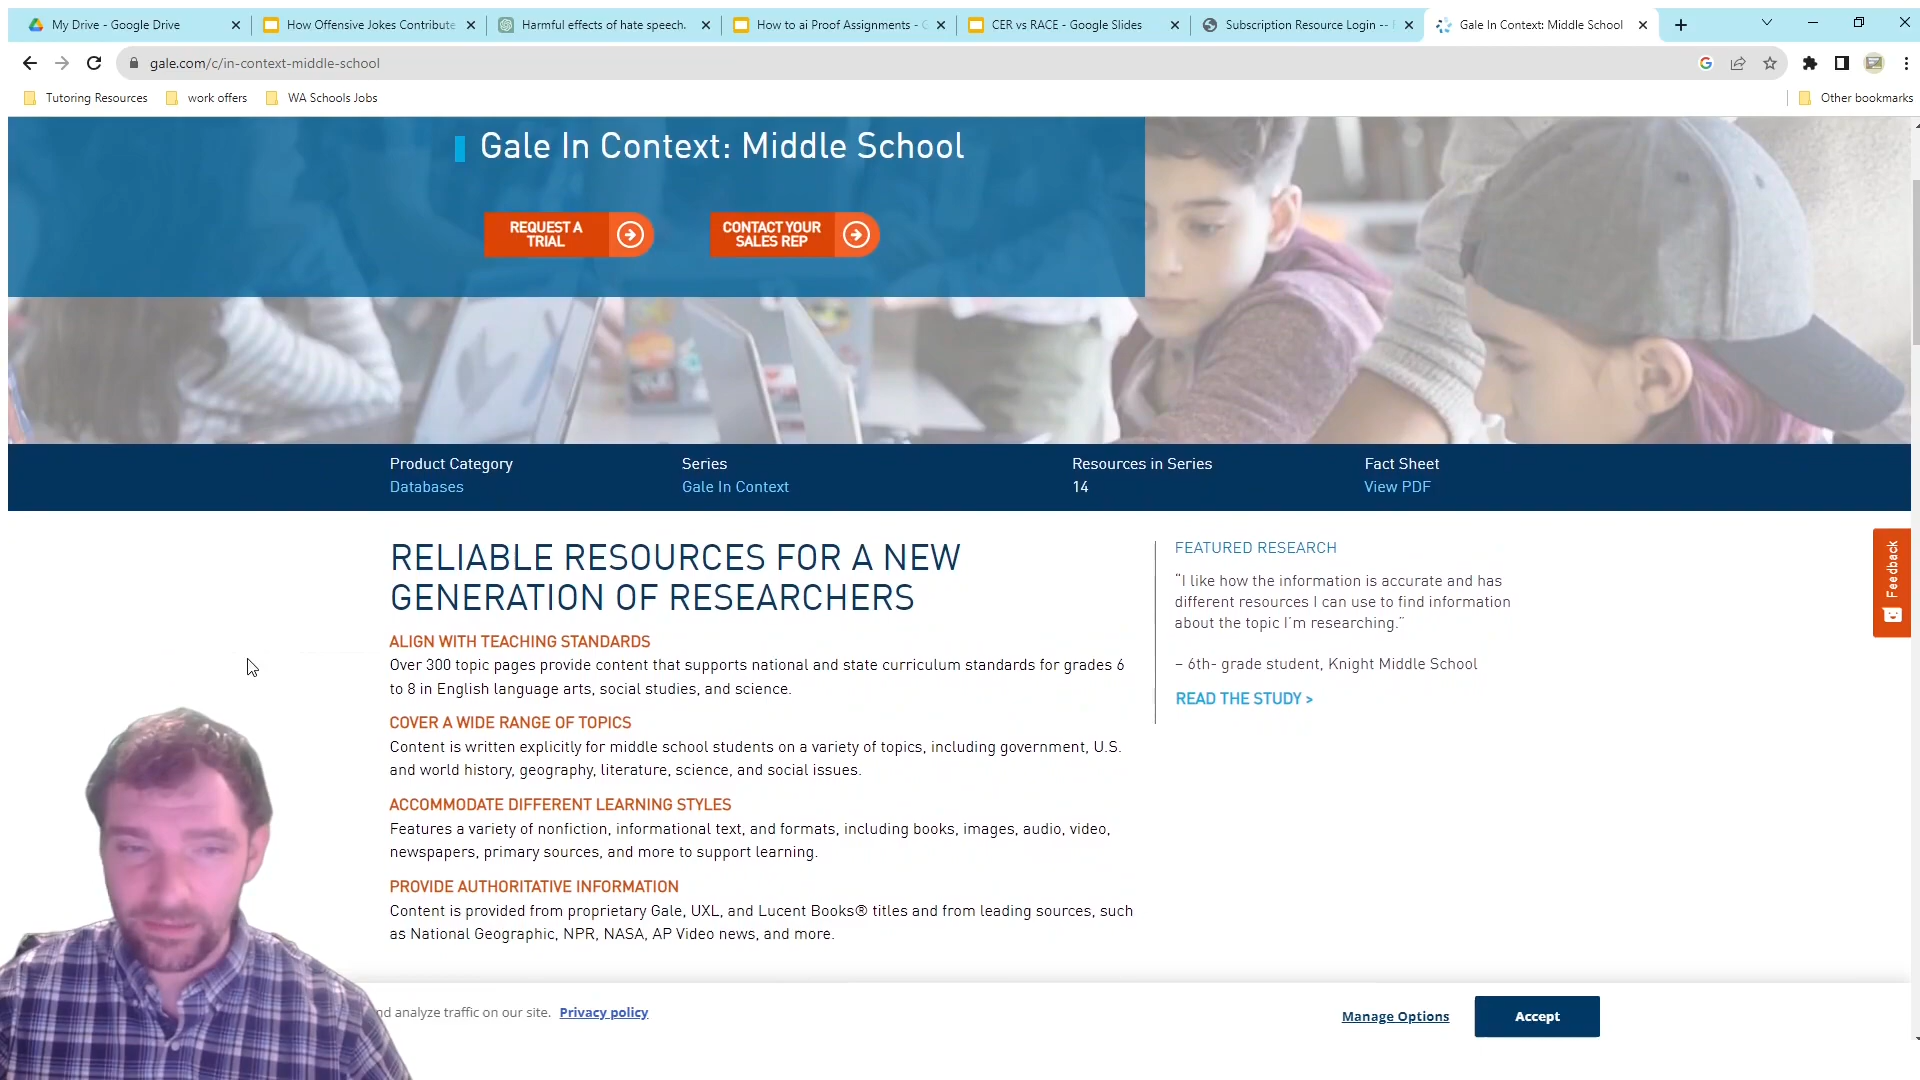 My Drive - Google Drive
How Offensive Jokes Contribute
Harmful effects of hate speech.
How to ai Proof Assignments - G
CER vs RACE - Google Slides
Subscription Resource Login --
Gale In Context: Middle School
gale.com/c/in-context-middle-school
Tutoring Resources
work offers
WA Schools Jobs
Other bookmarks
Gale In Context: Middle School
REQUEST A
TRIAL
CONTACT YOUR
SALES REP
Product Category
Databases
Series
Gale In Context
Resources in Series
14
Fact Sheet
View PDF
RELIABLE RESOURCES FOR A NEW
GENERATION OF RESEARCHERS
ALIGN WITH TEACHING STANDARDS
Over 300 topic pages provide content that supports national and state curriculum standards for grades 6
to 8 in English language arts, social studies, and science.
COVER A WIDE RANGE OF TOPICS
Content is written explicitly for middle school students on a variety of topics, including government, U.S.
and world history, geography, literature, science, and social issues.
ACCOMMODATE DIFFERENT LEARNING STYLES
Features a variety of nonfiction, informational text, and formats, including books, images, audio, video,
newspapers, primary sources, and more to support learning.
PROVIDE AUTHORITATIVE INFORMATION
Content is provided from proprietary Gale, UXL, and Lucent Books® titles and from leading sources, such
as National Geographic, NPR, NASA, AP Video news, and more.
FEATURED RESEARCH
“I like how the information is accurate and has
different resources I can use to find information
about the topic I'm researching.”
– 6th- grade student, Knight Middle School
READ THE STUDY >
Feedback
nd analyze traffic on our site. Privacy policy
Manage Options
Accept